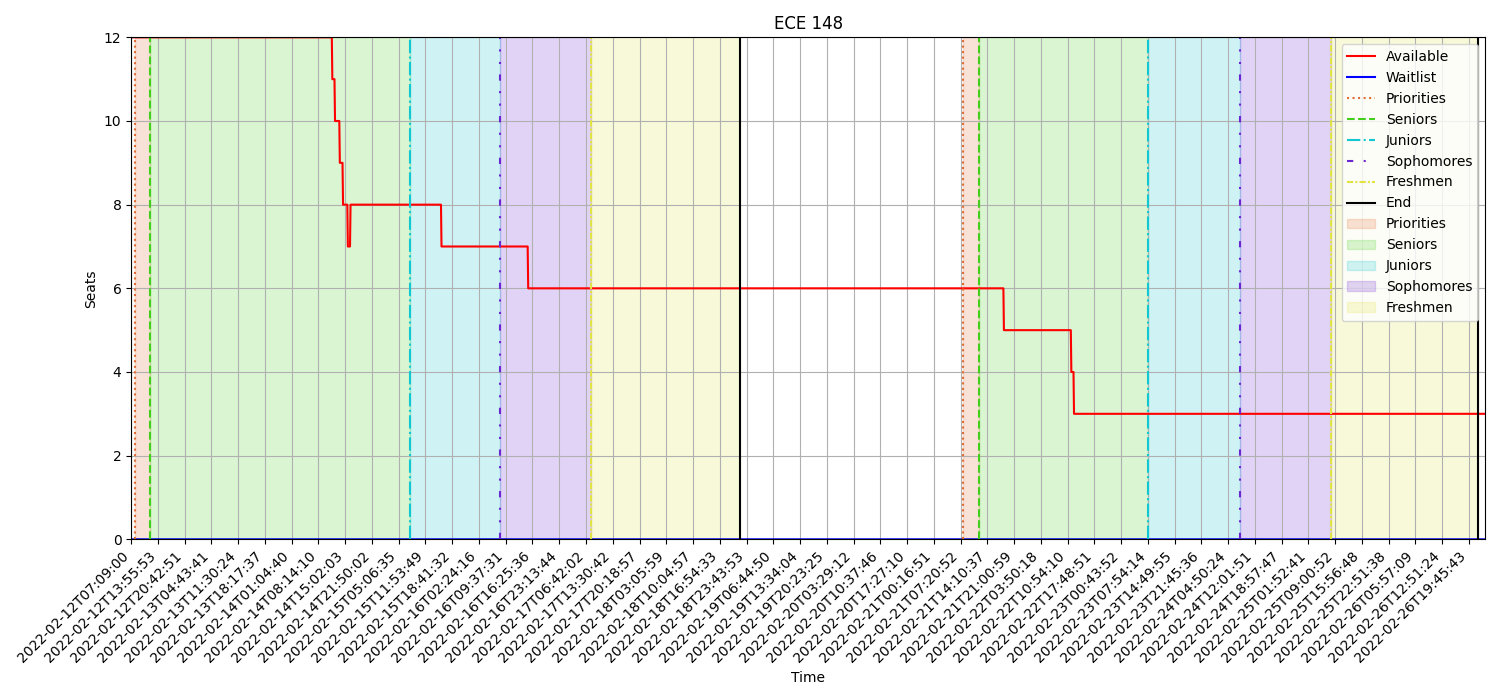 ECE 148
12
10
8
6
4
2
0
Seats
Available
Waitlist
Priorities
Seniors
Juniors
Sophomores
Freshmen
End
Priorities
Seniors
Juniors
Sophomores
Freshmen
2022-02-12T07:09:00
2022-02-12T13:55:53
2022-02-12T20:42:51
2022-02-13T04:43:41
2022-02-13T11:30:24
2022-02-13T18:17:37
2022-02-14T01:04:40
2022-02-14T08:14:10
2022-02-14T15:02:03
2022-02-14T21:50:02
2022-02-15T05:06:35
2022-02-15T11:53:49
2022-02-15T18:41:32
2022-02-16T02:24:16
2022-02-16T09:37:31
2022-02-16T16:25:36
2022-02-16T23:13:44
2022-02-17T06:42:02
2022-02-17T13:30:42
2022-02-17T20:18:57
2022-02-18T03:05:59
2022-02-18T10:04:57
2022-02-18T16:54:33
2022-02-18T23:43:53
2022-02-19T06:44:50
2022-02-19T13:34:04
2022-02-19T20:23:25
2022-02-20T03:29:12
2022-02-20T10:37:46
2022-02-20T17:27:10
2022-02-21T00:16:51
2022-02-21T07:20:52
2022-02-21T14:10:37
2022-02-21T21:00:59
2022-02-22T03:50:18
2022-02-22T10:54:10
2022-02-22T17:48:51
2022-02-23T00:43:52
2022-02-23T07:54:14
2022-02-23T14:49:55
2022-02-23T21:45:36
2022-02-24T04:50:24
2022-02-24T12:01:51
2022-02-24T18:57:47
2022-02-25T01:52:41
2022-02-25T09:00:52
2022-02-25T15:56:48
2022-02-25T22:51:38
2022-02-26T05:57:09
2022-02-26T12:51:24
2022-02-26T19:45:43
Time